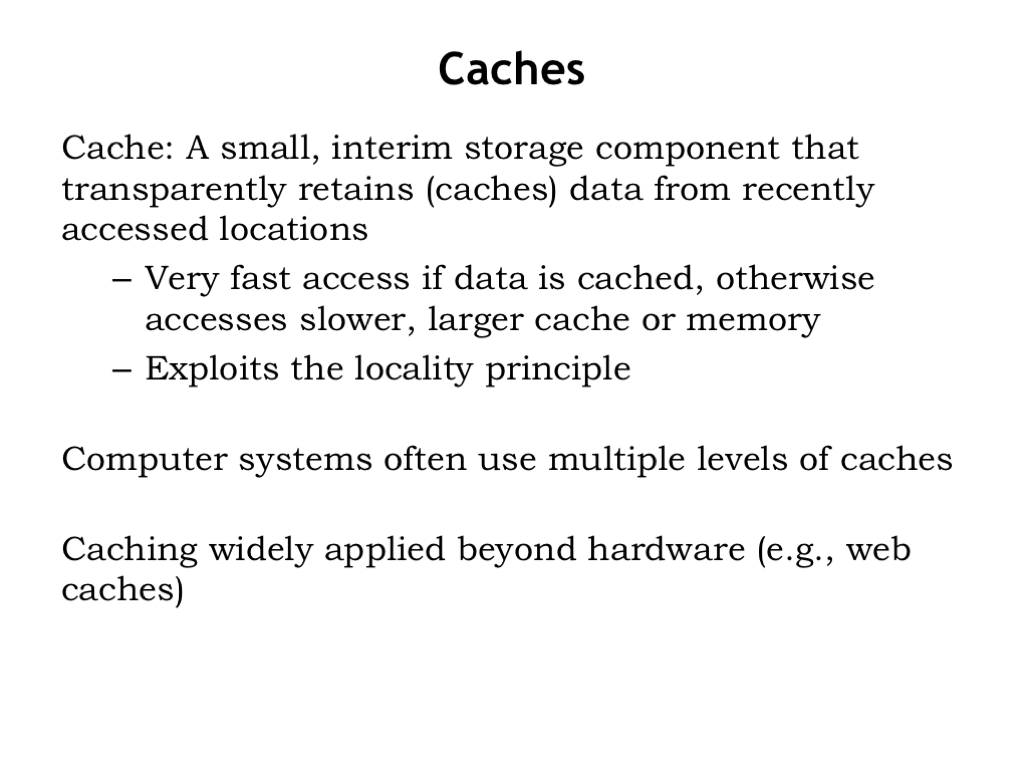 Caches
Cache: A small, interim storage component that
transparently retains (caches) data from recently
accessed locations
– Very fast access if data is cached, otherwise
accesses slower, larger cache or memory
– Exploits the locality principle
Computer systems often use multiple levels of caches
Caching widely applied beyond hardware (e.g., web
caches)